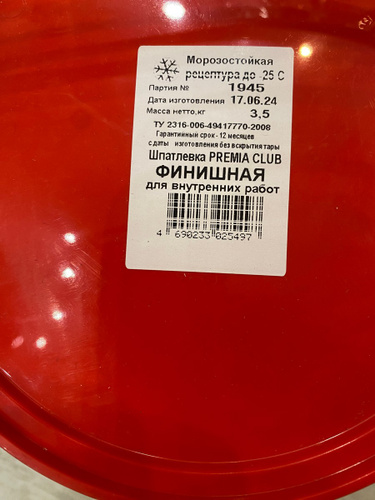 Морозостойкая
рецептура до -25 С
Партия № 1945
Дата изготовления 17.06.24
Масса нетто,кг 3,5
ТУ 2316-006-49417770-2008
Гарантийный срок - 12 месяцев
с даты изготовления без вскрытия тары
Шпатлевка PREMIA CLUB
ФИНИШНАЯ
для внутренних работ
4 690233 025497